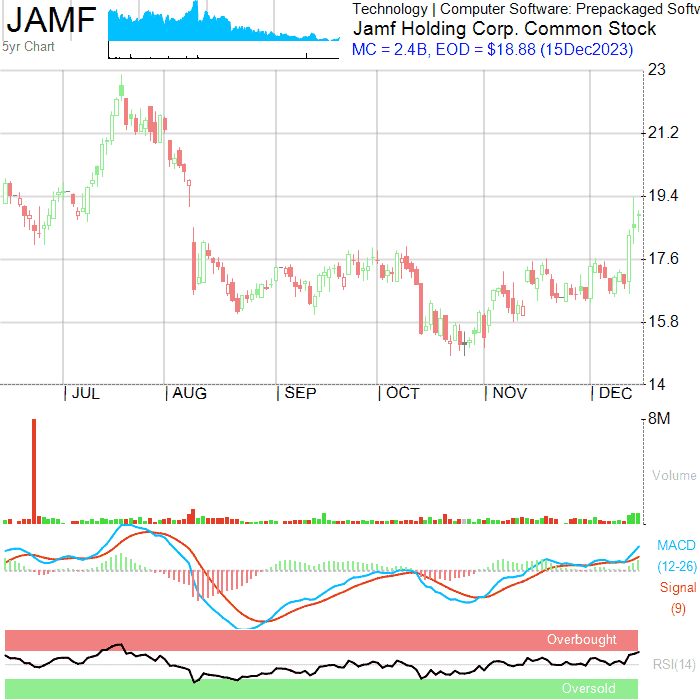 JAMF
5yr Chart
Technology | Computer Software: Prepackaged Softw
Jamf Holding Corp. Common Stock
MC = 2.4B, EOD = $18.88 (15Dec2023)
23
21.2
19.4
17.6
15.8
14
| JUL | AUG | SEP | OCT | NOV | DEC
8M
Volume
MACD
(12-26)
Signal
(9)
Overbought
RSI(14)
Oversold